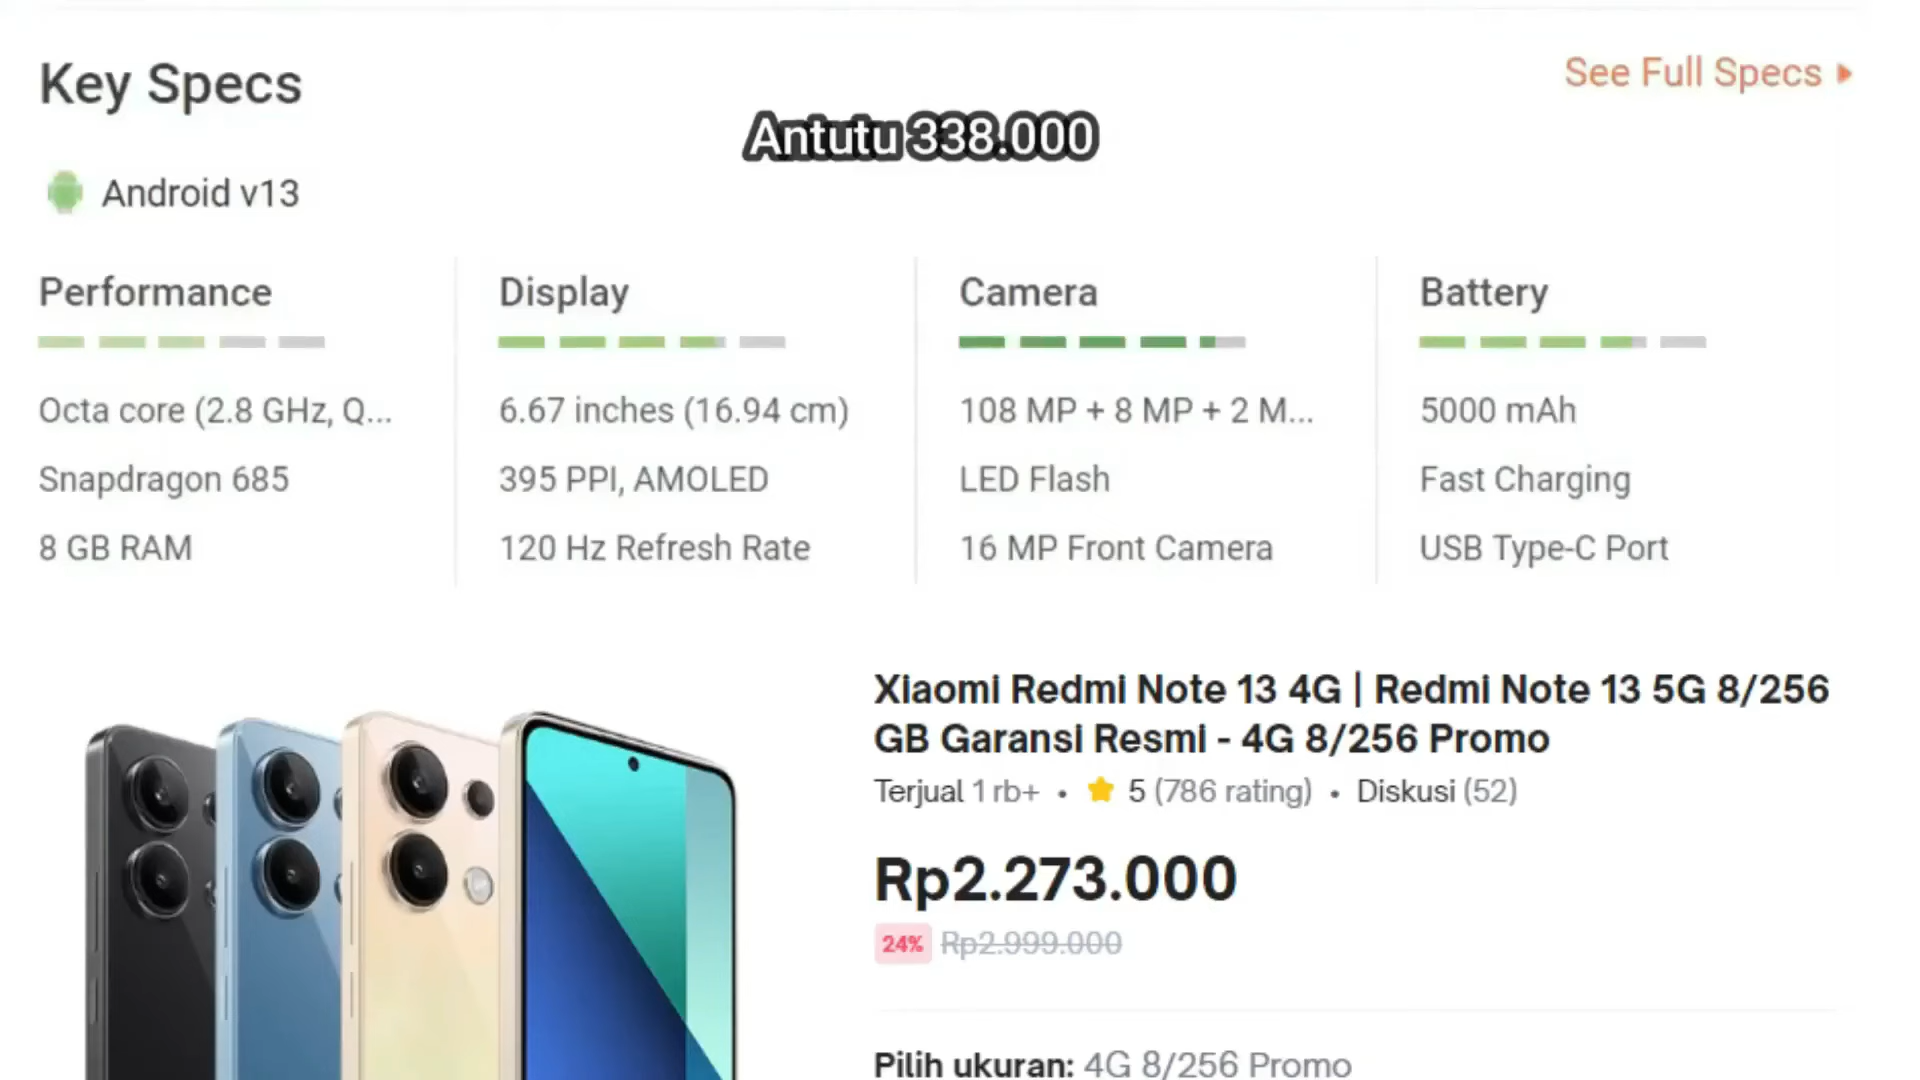 Key Specs
See Full Specs
Antutu 338.000
Android v13
Performance
Octa core (2.8 GHz, Q...
Snapdragon 685
8 GB RAM
Display
6.67 inches (16.94 cm)
395 PPI, AMOLED
120 Hz Refresh Rate
Camera
108 MP + 8 MP + 2 M...
LED Flash
16 MP Front Camera
Battery
5000 mAh
Fast Charging
USB Type-C Port
Xiaomi Redmi Note 13 4G | Redmi Note 13 5G 8/256
GB Garansi Resmi - 4G 8/256 Promo
Terjual 1 rb+ • 5 (786 rating) • Diskusi (52)
Rp2.273.000
24% Rp2.999.000
Pilih ukuran: 4G 8/256 Promo